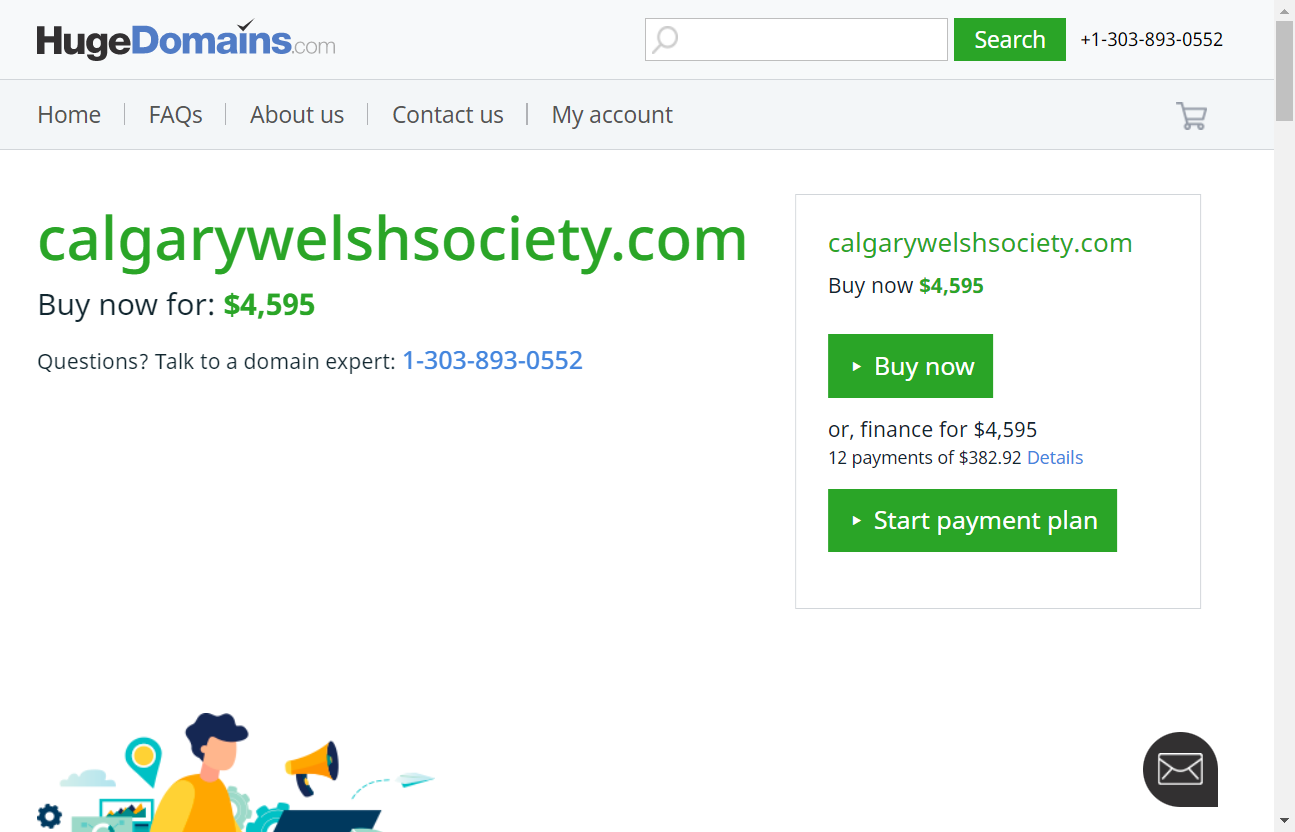 HugeDomains.com
Search
+1-303-893-0552
Home
FAQs
About us
Contact us
My account
calgarywelshsociety.com
Buy now for: $4,595
Questions? Talk to a domain expert: 1-303-893-0552
calgarywelshsociety.com
Buy now $4,595
Buy now
or, finance for $4,595
12 payments of $382.92 Details
Start payment plan